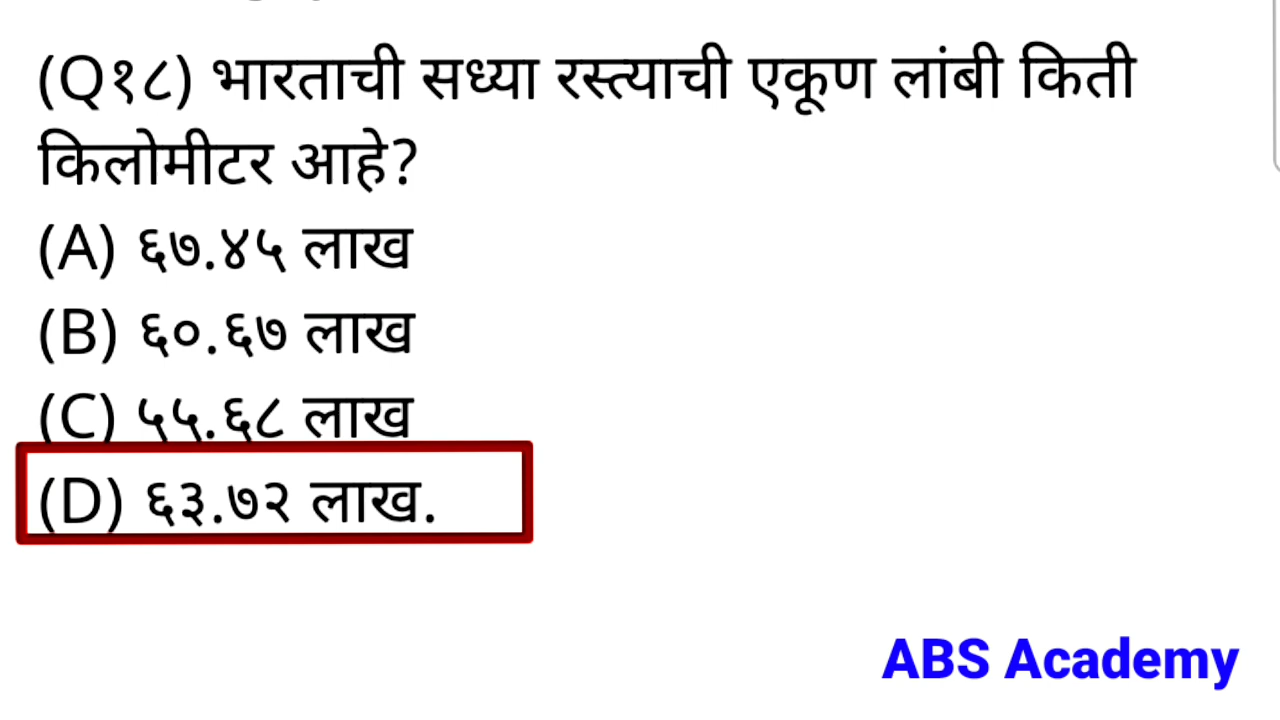 (Q१८) भारताची सध्या रस्त्याची एकूण लांबी किती
किलोमीटर आहे?
(A) ६७.४५ लाख
(B) ६०.६७ लाख
(C) ५५.६८ लाख
(D) ६३.७२ लाख.
ABS Academy